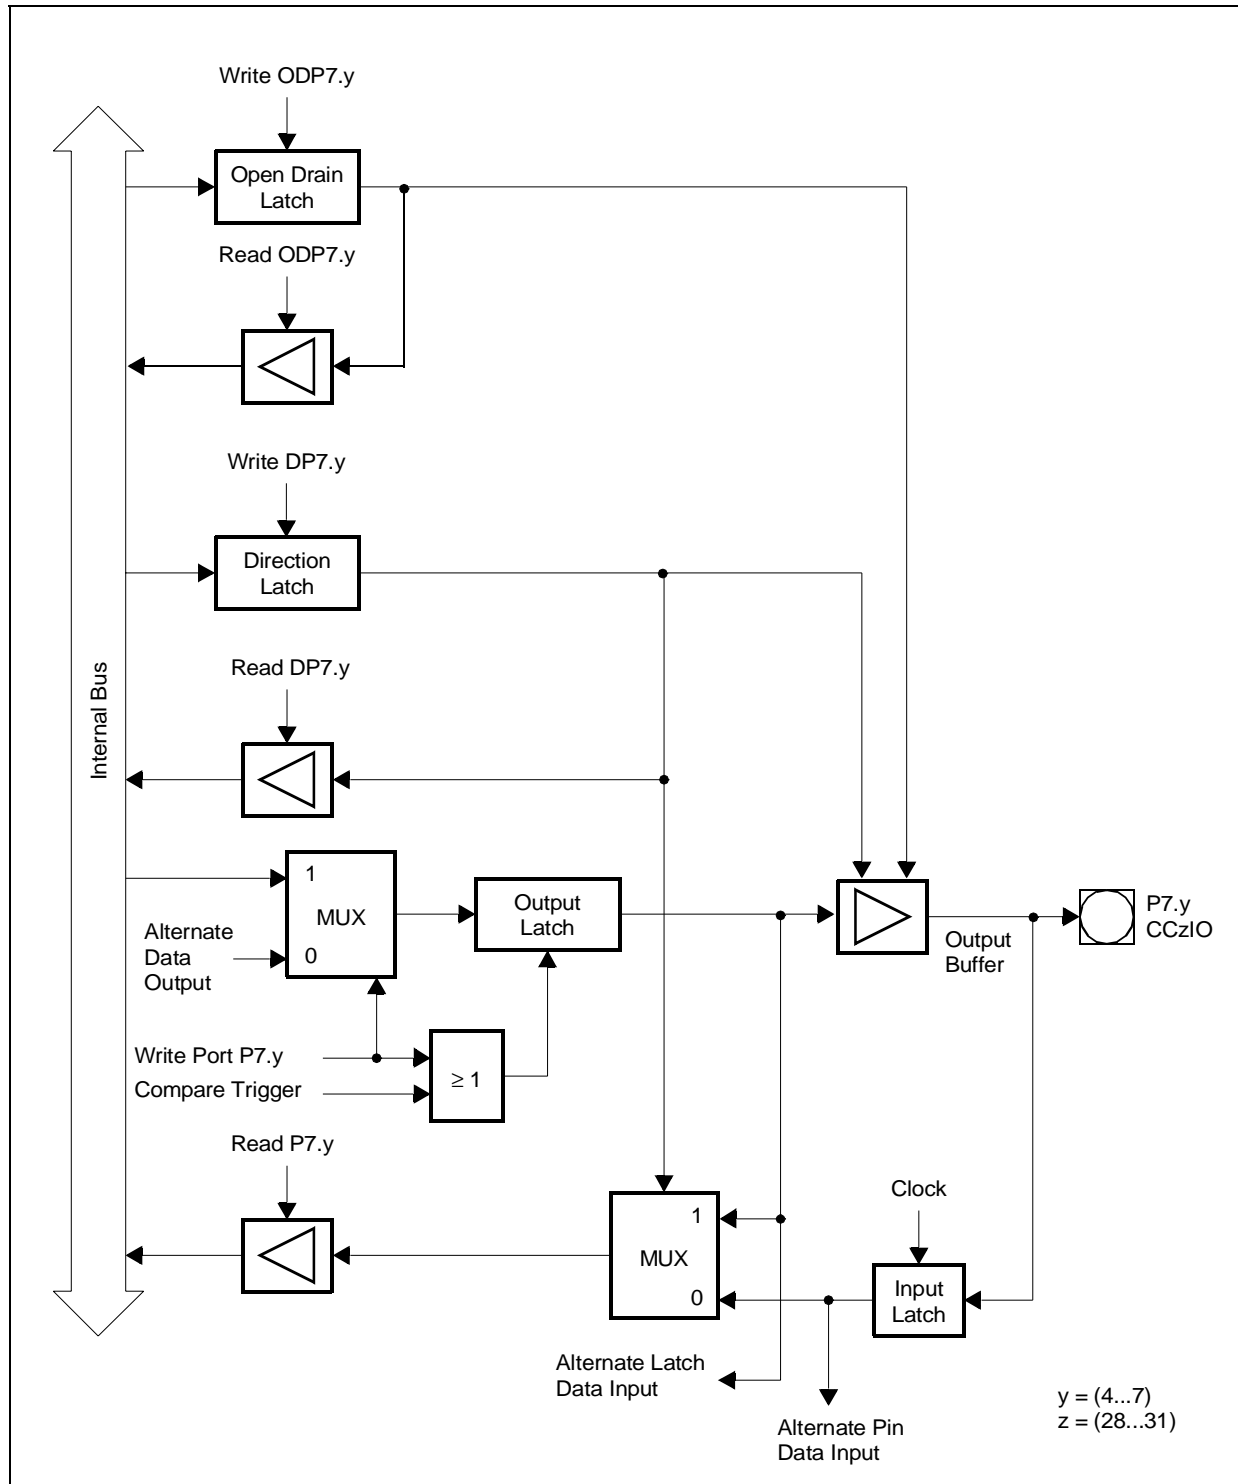 Write ODP7.y
Open Drain
Latch
Read ODP7.y
Write DP7.y
Direction
Latch
Internal Bus
Read DP7.y
1
MUX
0
Alternate
Data
Output
Output
Latch
Output
Buffer
P7.y
CCzIO
Write Port P7.y
Compare Trigger
≥ 1
Read P7.y
1
MUX
0
Clock
Input
Latch
Alternate Latch
Data Input
Alternate Pin
Data Input
y = (4...7)
z = (28...31)